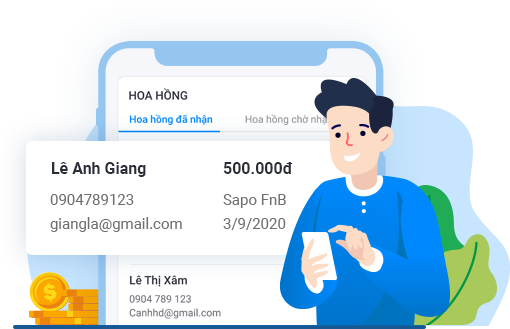 HOA HỒNG
Hoa hồng đã nhận Hoa hồng chờ nhậ
Lê Anh Giang 500.000đ
0904789123 Sapo FnB
giangla@gmail.com 3/9/2020
Lê Thị Xâm
0904 789 123
Canhhd@gmail.com